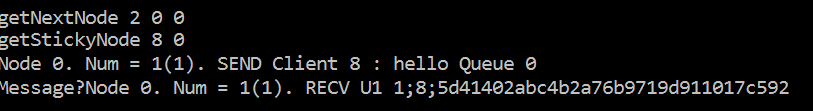 getNextNode 2 0 0
getStickyNode 8 0
Node 0. Num = 1(1). SEND Client 8 : hello Queue 0
Message?Node 0. Num = 1(1). RECV U1 1;8;5d41402abc4b2a76b9719d911017c592